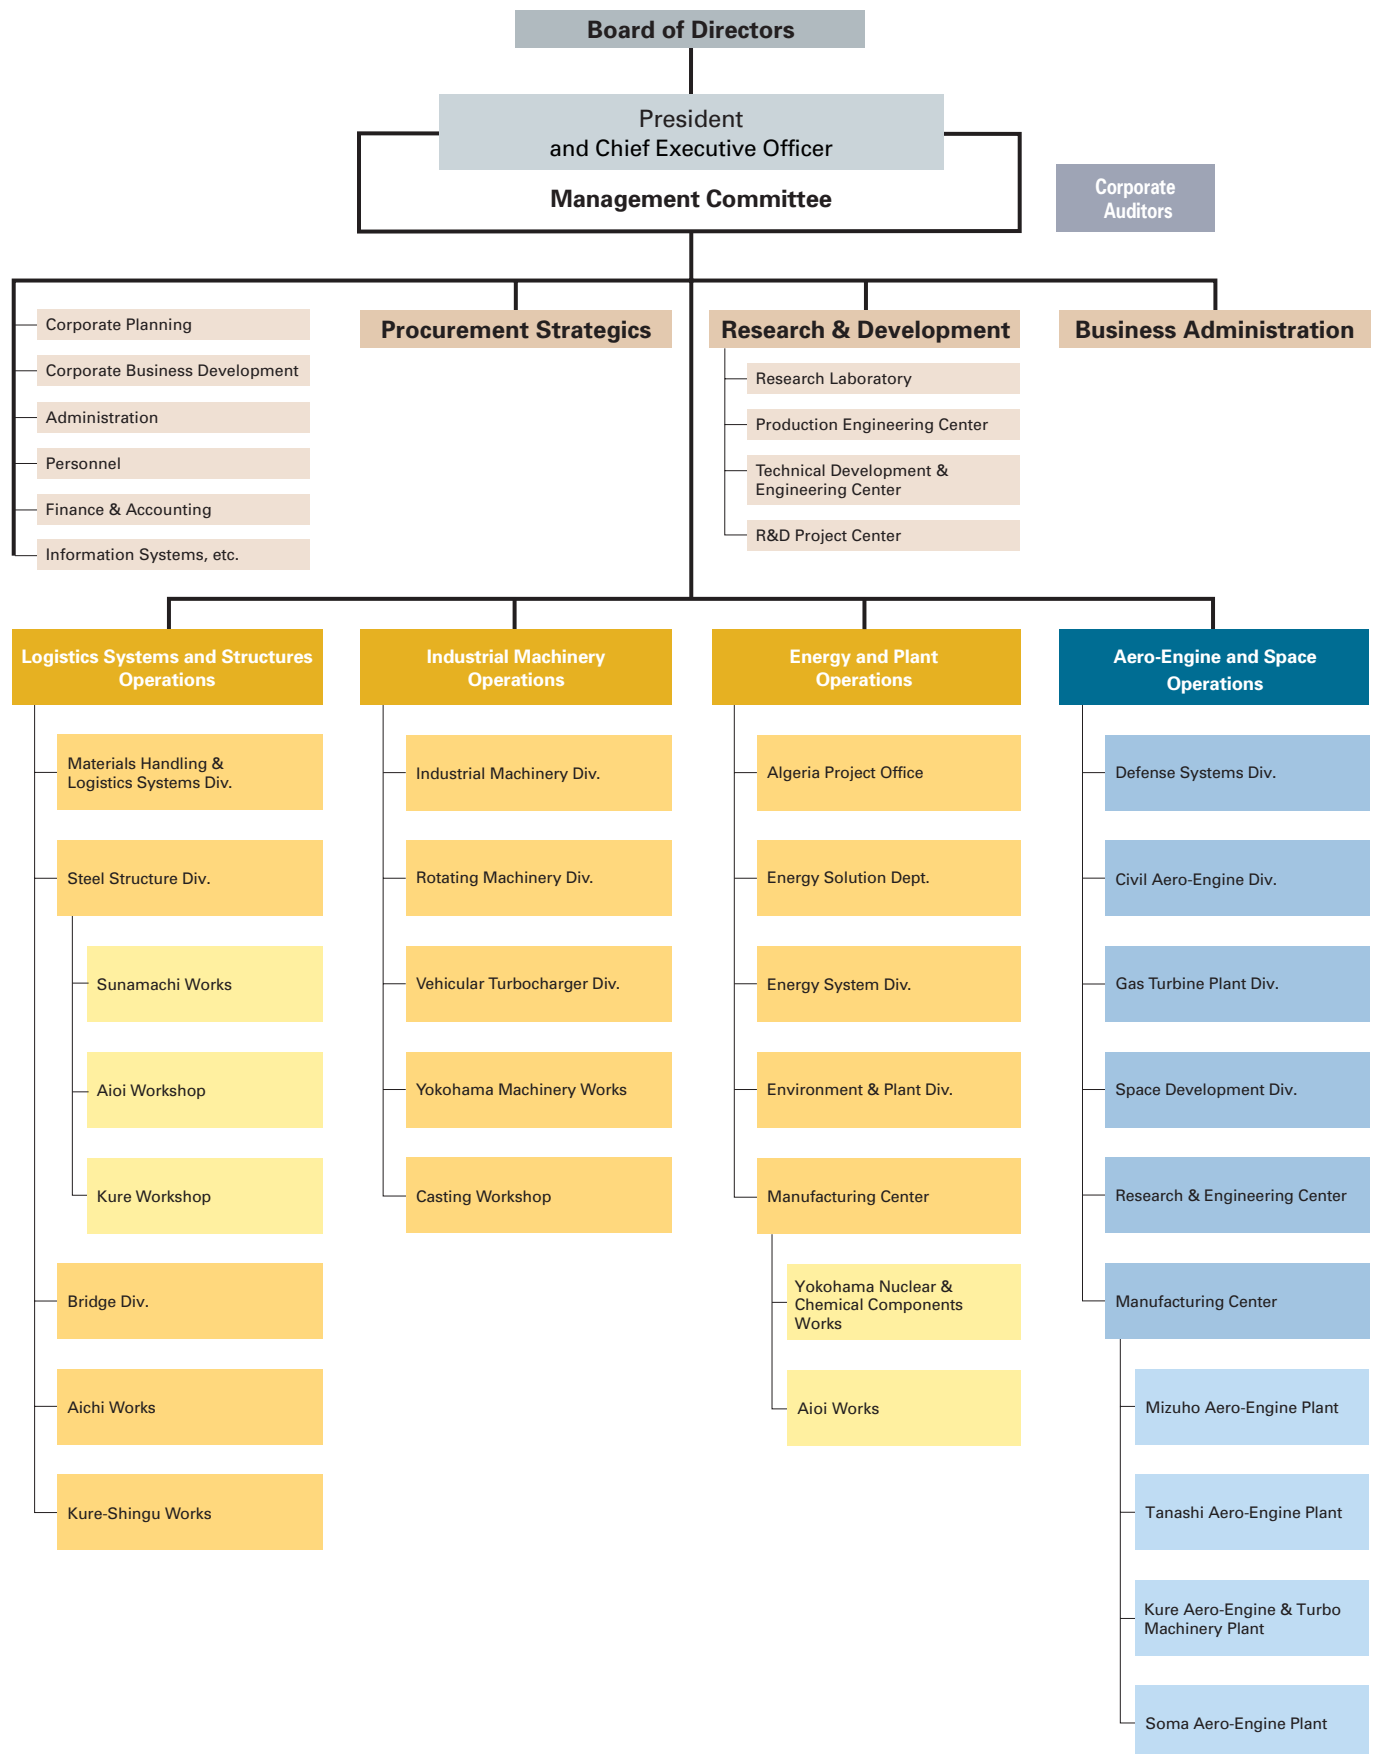 Board of Directors
President
and Chief Executive Officer
Management Committee
Corporate
Auditors
Corporate Planning
Corporate Business Development
Administration
Personnel
Finance & Accounting
Information Systems, etc.
Procurement Strategics
Research & Development
Research Laboratory
Production Engineering Center
Technical Development &
Engineering Center
R&D Project Center
Business Administration
Logistics Systems and Structures
Operations
Materials Handling &
Logistics Systems Div.
Steel Structure Div.
Sunamachi Works
Aioi Workshop
Kure Workshop
Bridge Div.
Aichi Works
Kure-Shingu Works
Industrial Machinery
Operations
Industrial Machinery Div.
Rotating Machinery Div.
Vehicular Turbocharger Div.
Yokohama Machinery Works
Casting Workshop
Energy and Plant
Operations
Algeria Project Office
Energy Solution Dept.
Energy System Div.
Environment & Plant Div.
Manufacturing Center
Yokohama Nuclear &
Chemical Components
Works
Aioi Works
Aero-Engine and Space
Operations
Defense Systems Div.
Civil Aero-Engine Div.
Gas Turbine Plant Div.
Space Development Div.
Research & Engineering Center
Manufacturing Center
Mizuho Aero-Engine Plant
Tanashi Aero-Engine Plant
Kure Aero-Engine & Turbo
Machinery Plant
Soma Aero-Engine Plant